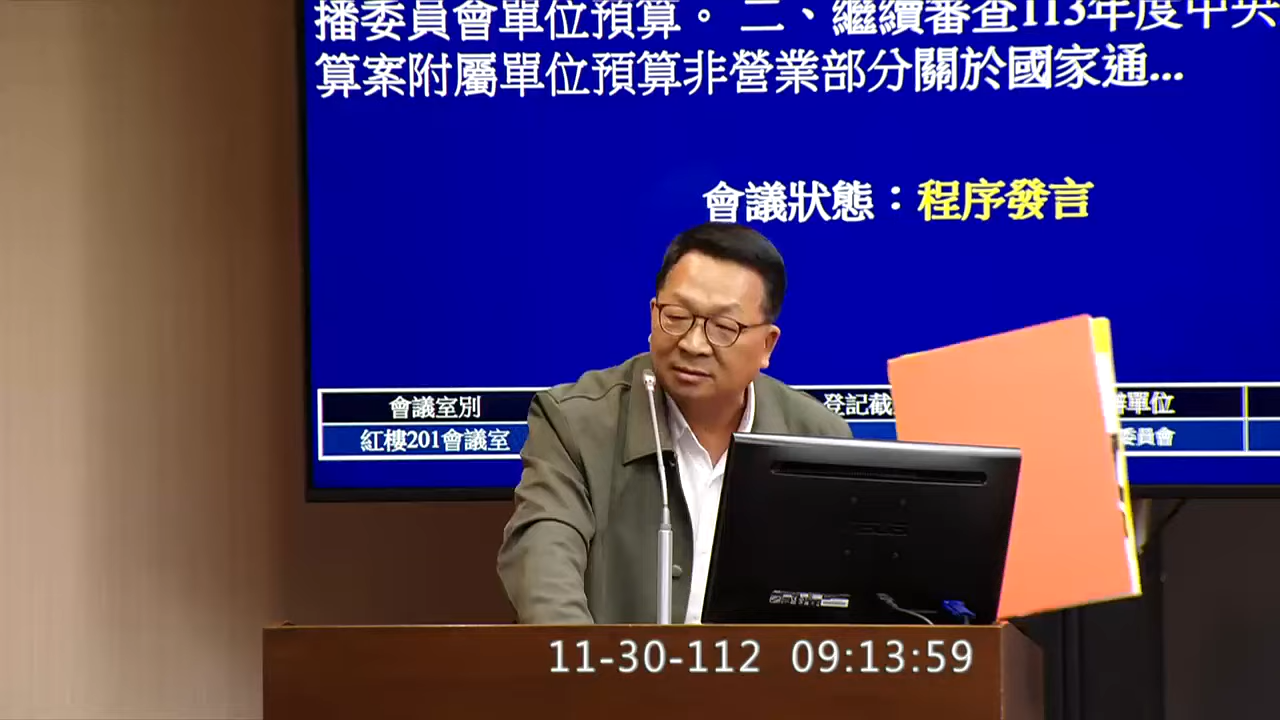 播委員會單位預算。 二、繼續審查113年度中央
算案附屬單位預算非營業部分關於國家通...
會議狀態：程序發言
會議室別 登記截 單位
紅樓201會議室 委員會
11-30-112 09:13:59